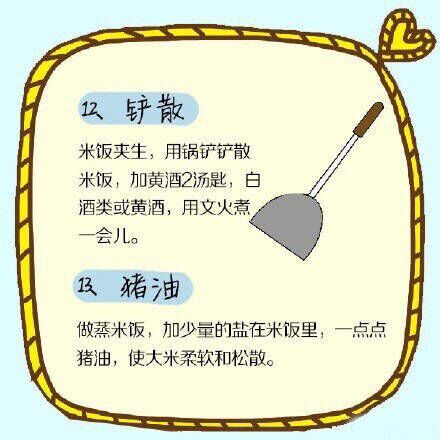 12、铲散
米饭夹生，用锅铲铲散
米饭，加黄酒2汤匙，白
酒类或黄酒，用文火煮
一会儿。
13、猪油
做蒸米饭，加少量的盐在米饭里，一点点
猪油，使大米柔软和松散。